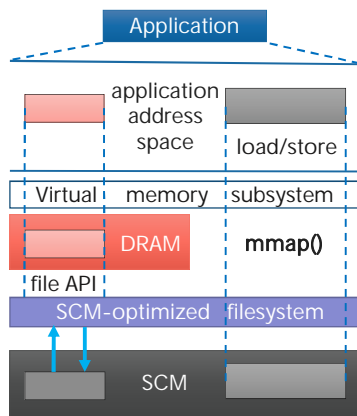 Application
application
address
space
load/store
Virtual memory subsystem
DRAM
mmap()
file API
SCM-optimized filesystem
SCM